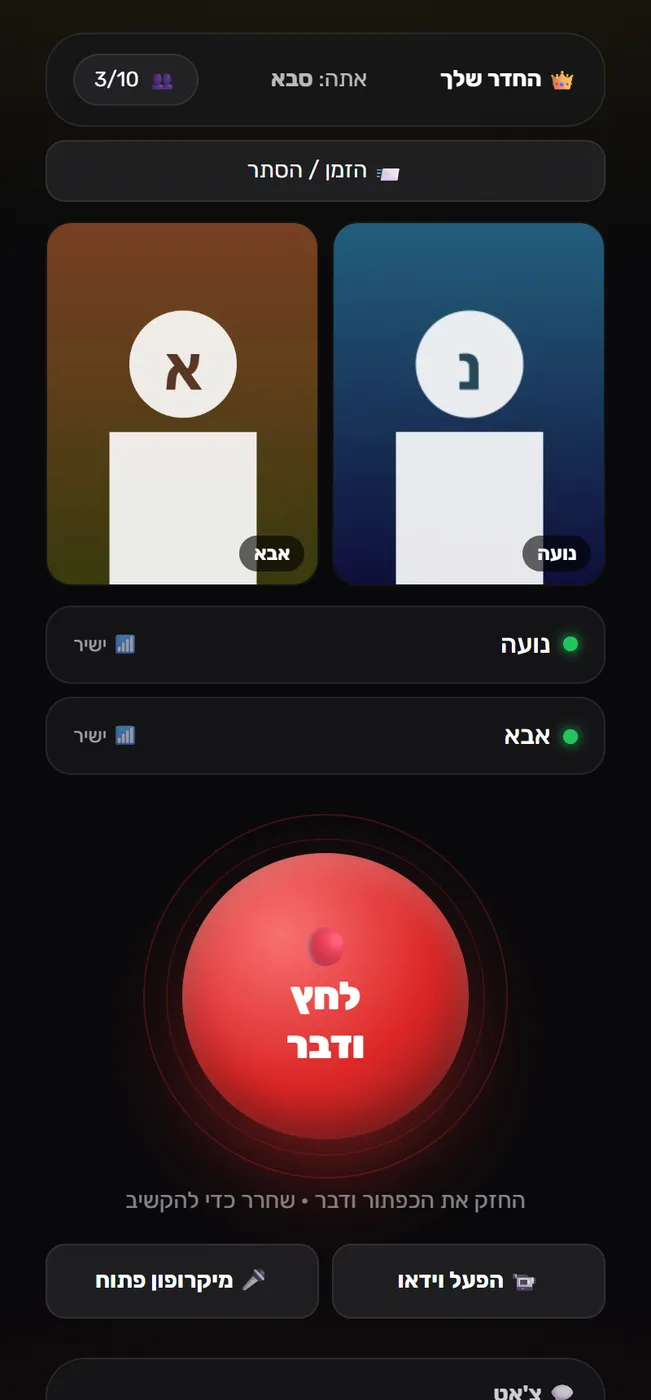 👑 החדר שלך
אתה: סבא
👥 3/10
📨 הזמן / הסתר
נ
נועה
א
אבא
נועה
📶 ישיר
אבא
📶 ישיר
לחץ
ודבר
החזק את הכפתור ודבר • שחרר כדי להקשיב
📹 הפעל וידאו
🎤 מיקרופון פתוח
💬 צ'אט